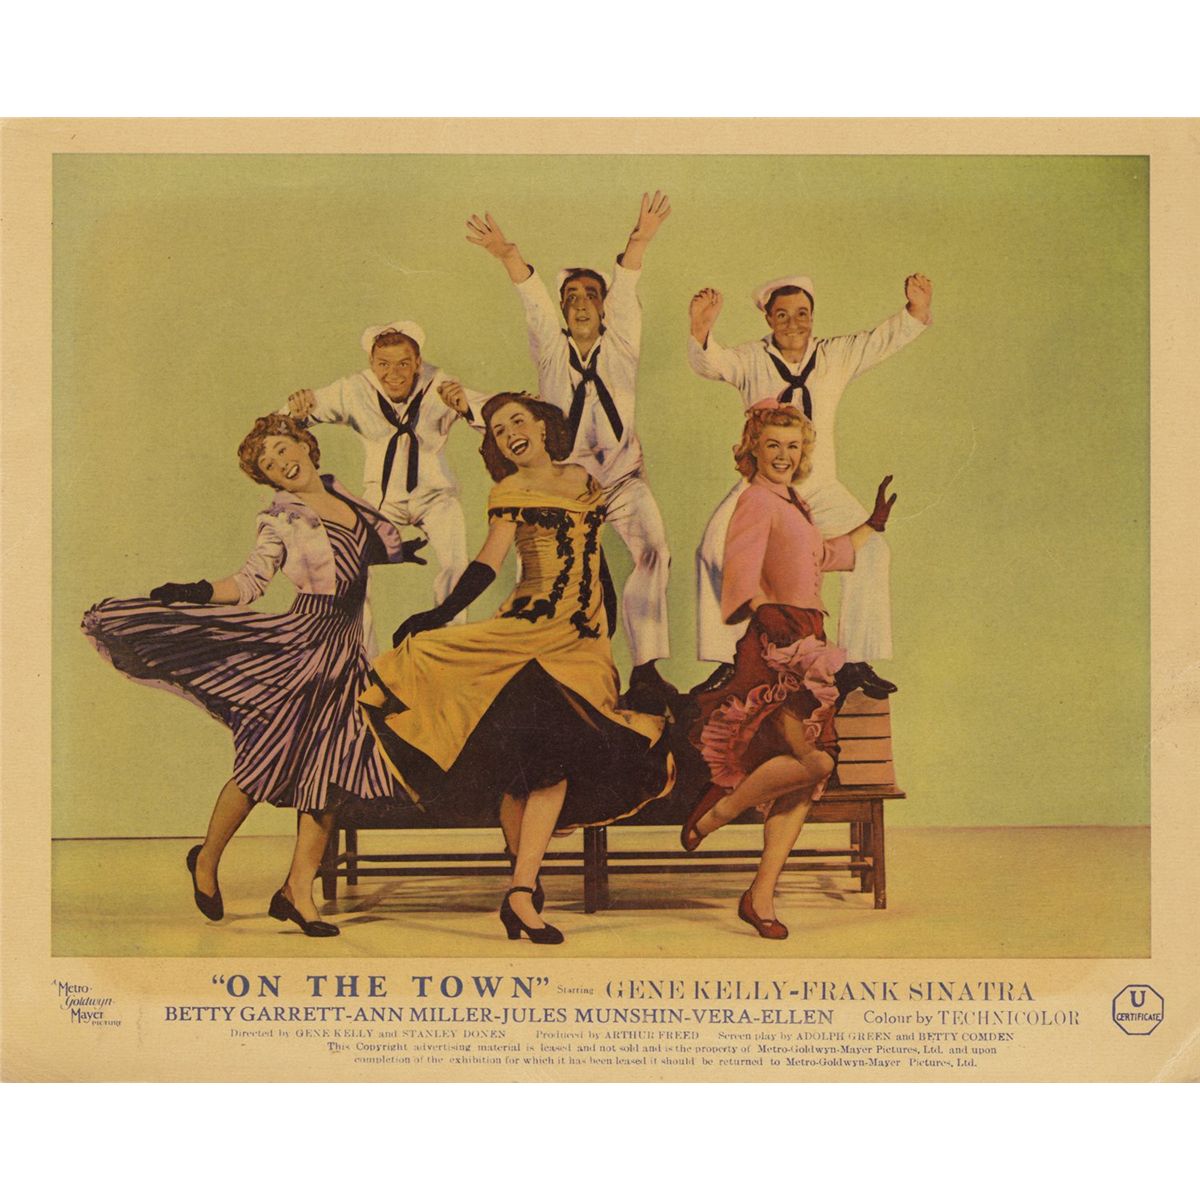 A Metro-
Goldwyn-
Mayer
PICTURE
"ON THE TOWN" Starring GENE KELLY-FRANK SINATRA
BETTY GARRETT-ANN MILLER-JULES MUNSHIN-VERA-ELLEN Colour by TECHNICOLOR
Directed by GENE KELLY and STANLEY DONEN Produced by ARTHUR FREED Screen play by ADOLPH GREEN and BETTY COMDEN
This Copyright advertising material is leased and not sold and is the property of Metro-Goldwyn-Mayer Pictures, Ltd. and upon
completion of the exhibition for which it has been leased it should be returned to Metro-Goldwyn-Mayer Pictures, Ltd.
U
CERTIFICATE